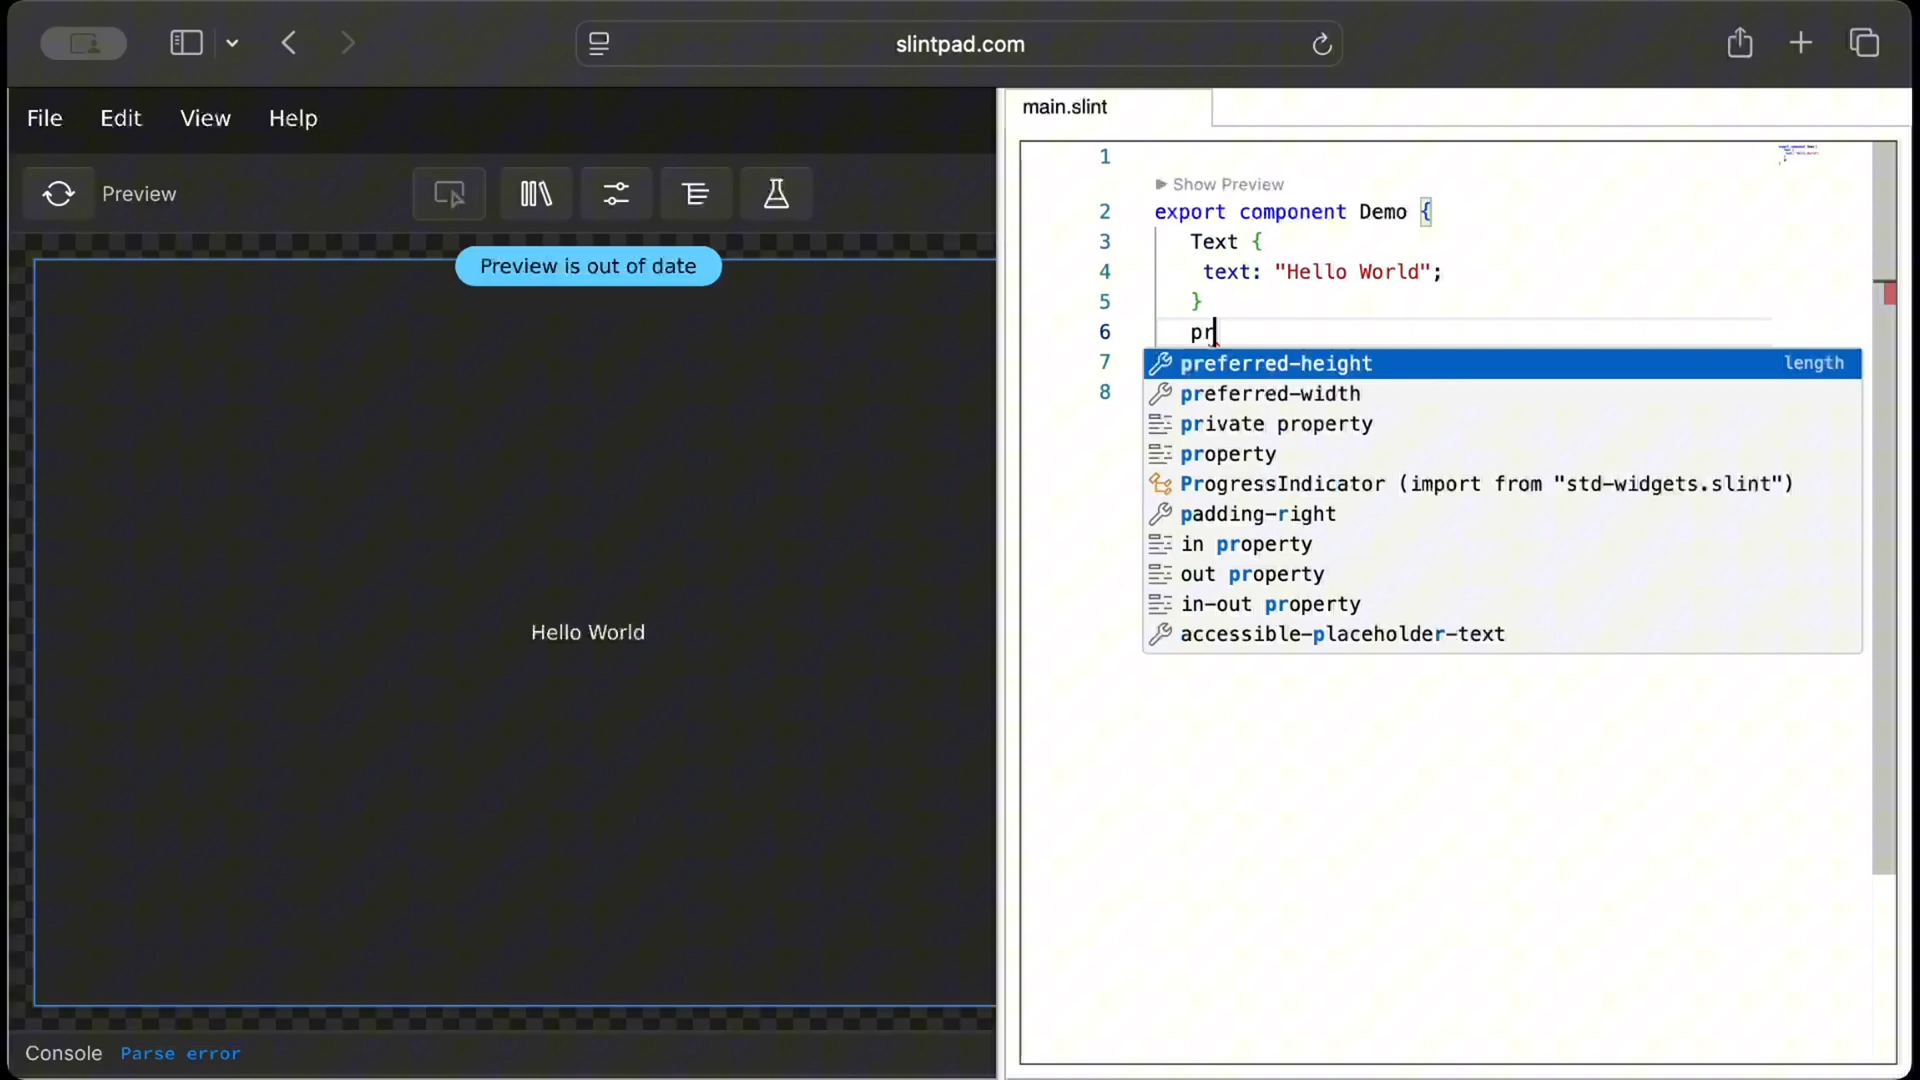 slintpad.com
File Edit View Help
Preview
Preview is out of date
Hello World
Console Parse error
main.slint
1
▶ Show Preview
2 export component Demo {
3 Text {
4 text: "Hello World";
5 }
6 pr
7
8
preferred-height length
preferred-width
private property
property
ProgressIndicator (import from "std-widgets.slint")
padding-right
in property
out property
in-out property
accessible-placeholder-text